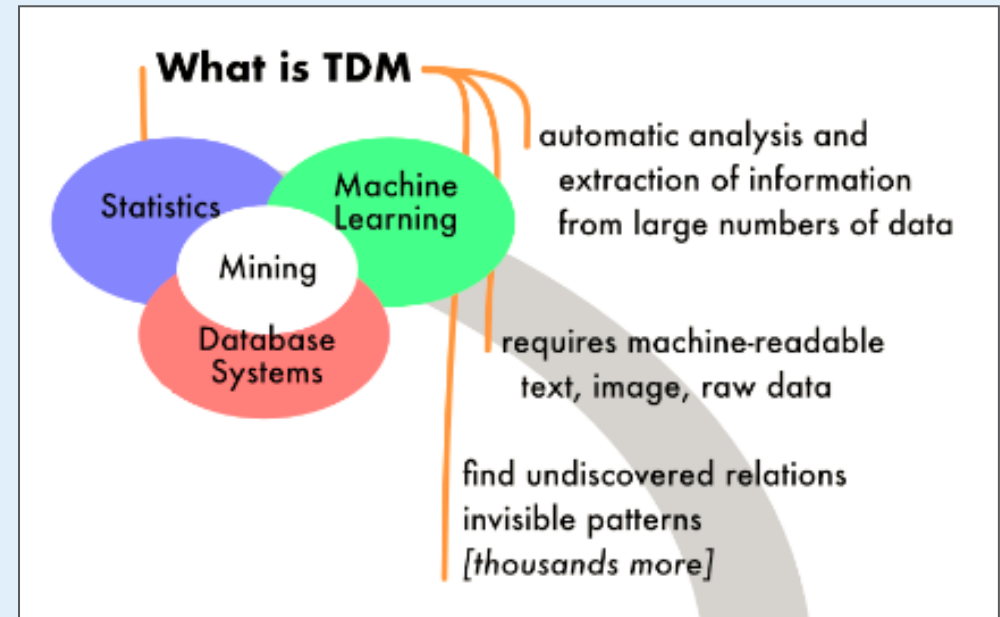 What is TDM
Statistics
Machine
Learning
Mining
Database
Systems
automatic analysis and
extraction of information
from large numbers of data
requires machine-readable
text, image, raw data
find undiscovered relations
invisible patterns
[thousands more]